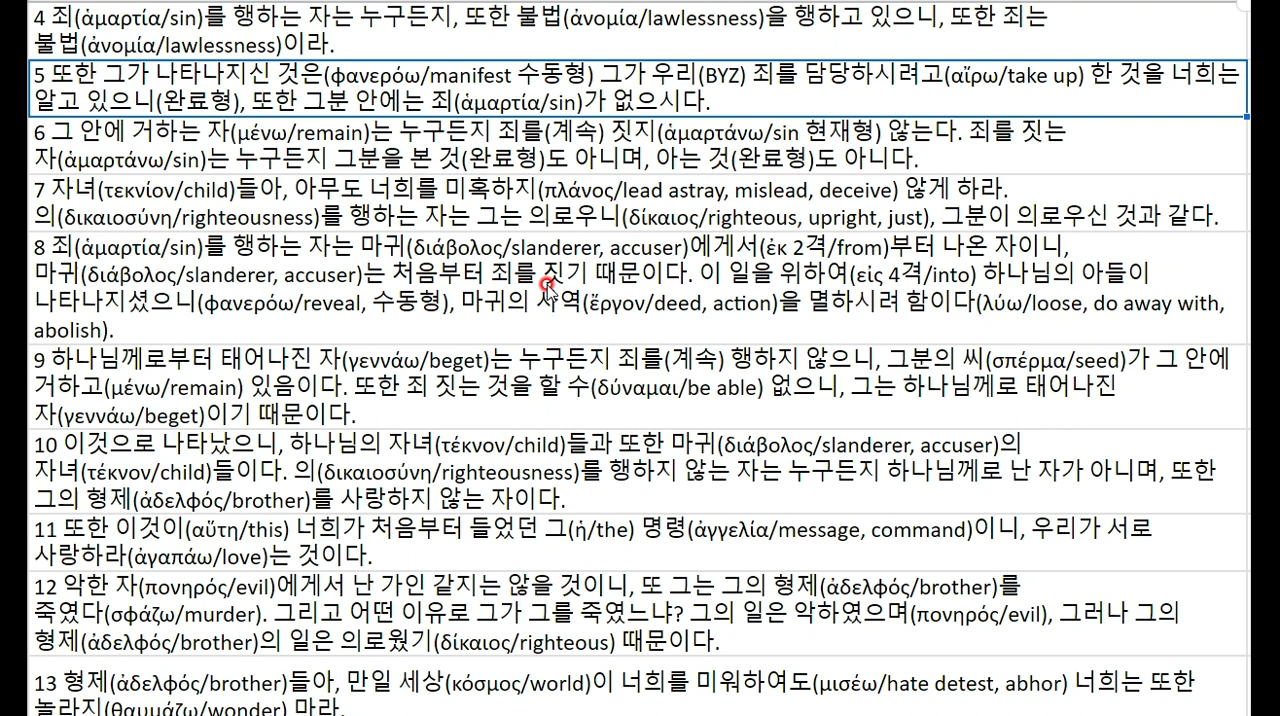 4 죄(ἁμαρτία/sin)를 행하는 자는 누구든지, 또한 불법(ἀνομία/lawlessness)을 행하고 있으니, 또한 죄는
불법(ἀνομία/lawlessness)이라.
5 또한 그가 나타나지신 것은(φανερόω/manifest 수동형) 그가 우리(BYZ) 죄를 담당하시려고(αἴρω/take up) 한 것을 너희는
알고 있으니(완료형), 또한 그분 안에는 죄(ἁμαρτία/sin)가 없으시다.
6 그 안에 거하는 자(μένω/remain)는 누구든지 죄를(계속) 짓지(ἁμαρτάνω/sin 현재형) 않는다. 죄를 짓는
자(ἁμαρτάνω/sin)는 누구든지 그분을 본 것(완료형)도 아니며, 아는 것(완료형)도 아니다.
7 자녀(τεκνίον/child)들아, 아무도 너희를 미혹하지(πλάνος/lead astray, mislead, deceive) 않게 하라.
의(δικαιοσύνη/righteousness)를 행하는 자는 그는 의로우니(δίκαιος/righteous, upright, just), 그분이 의로우신 것과 같다.
8 죄(ἁμαρτία/sin)를 행하는 자는 마귀(διάβολος/slanderer, accuser)에게서(ἐκ 2격/from)부터 나온 자이니,
마귀(διάβολος/slanderer, accuser)는 처음부터 죄를 짓기 때문이다. 이 일을 위하여(εἰς 4격/into) 하나님의 아들이
나타나지셨으니(φανερόω/reveal, 수동형), 마귀의 사역(ἔργον/deed, action)을 멸하시려 함이다(λύω/loose, do away with,
abolish).
9 하나님께로부터 태어나진 자(γεννάω/beget)는 누구든지 죄를(계속) 행하지 않으니, 그분의 씨(σπέρμα/seed)가 그 안에
거하고(μένω/remain) 있음이다. 또한 죄 짓는 것을 할 수(δύναμαι/be able) 없으니, 그는 하나님께로 태어나진
자(γεννάω/beget)이기 때문이다.
10 이것으로 나타났으니, 하나님의 자녀(τέκνον/child)들과 또한 마귀(διάβολος/slanderer, accuser)의
자녀(τέκνον/child)들이다. 의(δικαιοσύνη/righteousness)를 행하지 않는 자는 누구든지 하나님께로 난 자가 아니며, 또한
그의 형제(ἀδελφός/brother)를 사랑하지 않는 자이다.
11 또한 이것이(αὕτη/this) 너희가 처음부터 들었던 그(ἡ/the) 명령(ἀγγελία/message, command)이니, 우리가 서로
사랑하라(ἀγαπάω/love)는 것이다.
12 악한 자(πονηρός/evil)에게서 난 가인 같지는 않을 것이니, 또 그는 그의 형제(ἀδελφός/brother)를
죽였다(σφάζω/murder). 그리고 어떤 이유로 그가 그를 죽였느냐? 그의 일은 악하였으며(πονηρός/evil), 그러나 그의
형제(ἀδελφός/brother)의 일은 의로웠기(δίκαιος/righteous) 때문이다.
13 형제(ἀδελφός/brother)들아, 만일 세상(κόσμος/world)이 너희를 미워하여도(μισέω/hate detest, abhor) 너희는 또한
놀라지(θαυμάζω/wonder) 마라.